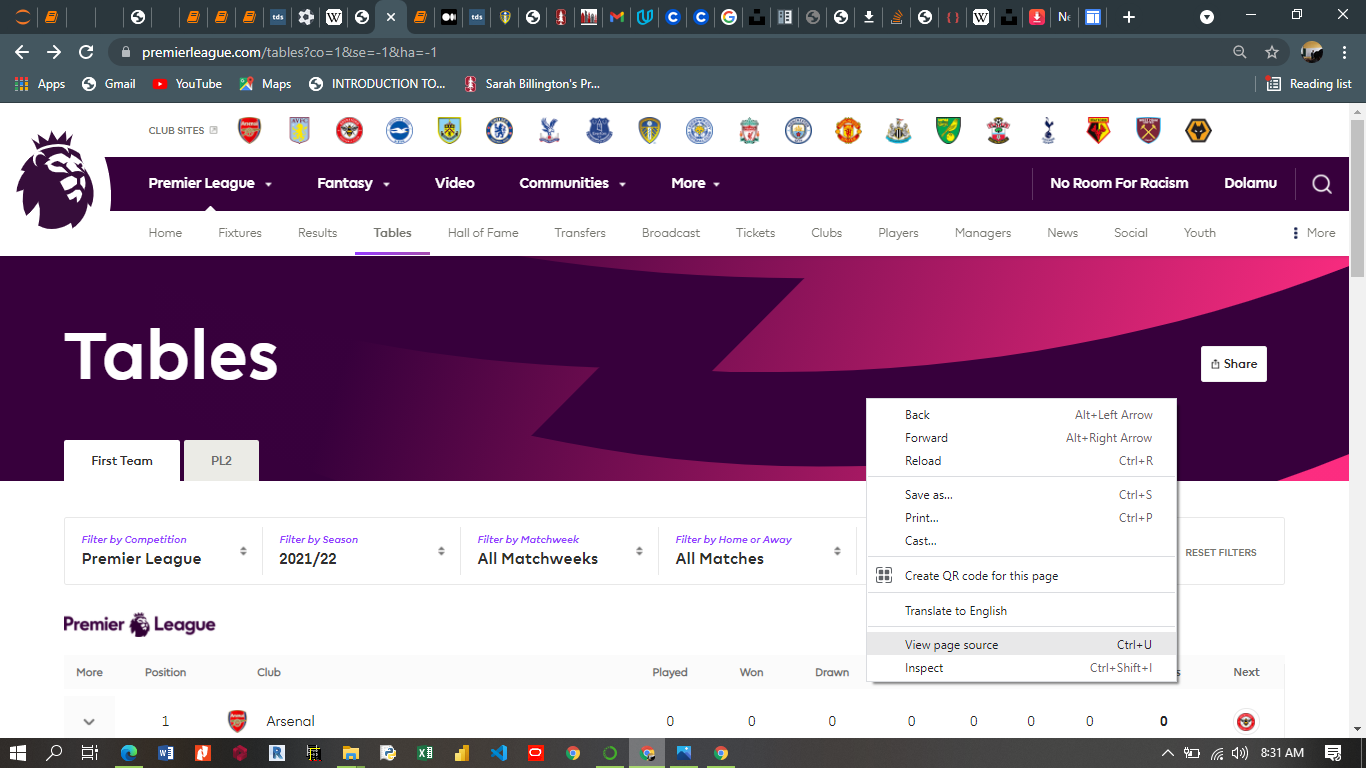 tds W tds C C G W Ne
premierleague.com/tables?co=1&se=-1&ha=-1
Apps Gmail YouTube Maps INTRODUCTION TO... Sarah Billington's Pr... Reading list
CLUB SITES
Premier League Fantasy Video Communities More No Room For Racism Dolamu
Home Fixtures Results Tables Hall of Fame Transfers Broadcast Tickets Clubs Players Managers News Social Youth More
Tables
Share
First Team PL2
Back Alt+Left Arrow
Forward Alt+Right Arrow
Reload Ctrl+R
Save as... Ctrl+S
Print... Ctrl+P
Cast...
Create QR code for this page
Translate to English
View page source Ctrl+U
Inspect Ctrl+Shift+I
Filter by Competition Filter by Season Filter by Matchweek Filter by Home or Away
Premier League 2021/22 All Matchweeks All Matches RESET FILTERS
Premier League
More Position Club Played Won Drawn Next
1 Arsenal 0 0 0 0 0 0 0 0
8:31 AM